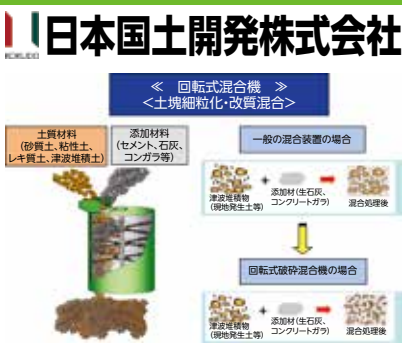 KOKUDO
日本国土開発株式会社
≪ 回転式混合機 ≫
<土塊細粒化・改質混合>
土質材料
(砂質土、粘性土、
レキ質土、津波堆積土)
添加材料
(セメント、石灰、
コンガラ等)
一般の混合装置の場合
津波堆積物
(現地発生土等)
+
添加材(生石灰、
コンクリートガラ)
混合処理後
回転式破砕混合機の場合
津波堆積物
(現地発生土等)
+
添加材(生石灰、
コンクリートガラ)
混合処理後